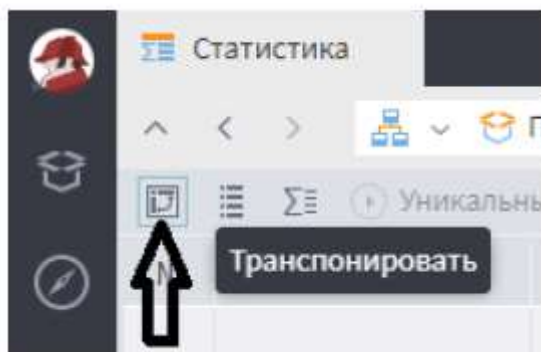 Статистика
П
Уникальны
Транспонировать
N